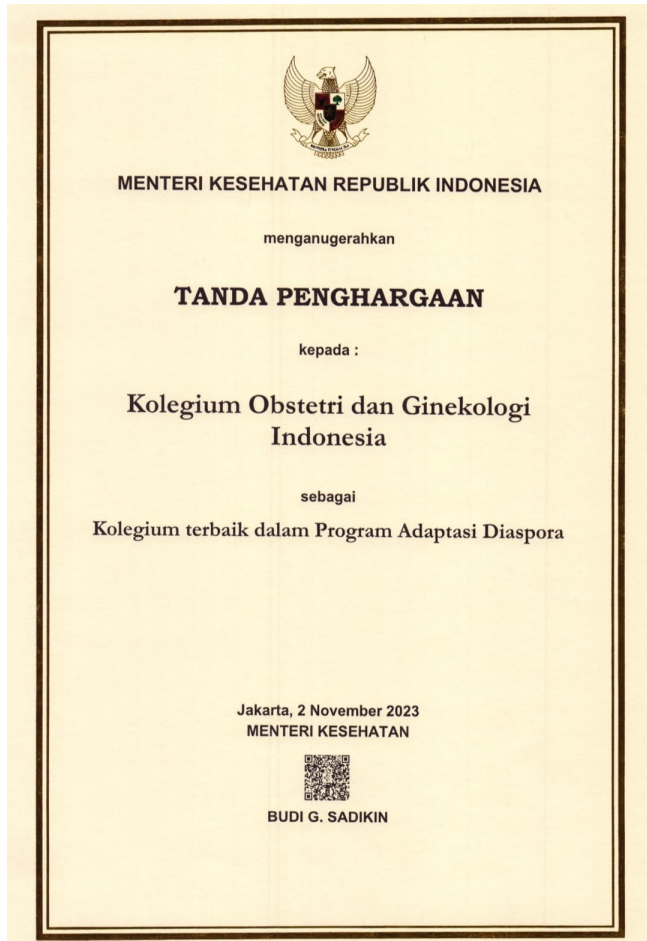 MENTERI KESEHATAN REPUBLIK INDONESIA
menganugerahkan
TANDA PENGHARGAAN
kepada :
Kolegium Obstetri dan Ginekologi
Indonesia
sebagai
Kolegium terbaik dalam Program Adaptasi Diaspora
Jakarta, 2 November 2023
MENTERI KESEHATAN
BUDI G. SADIKIN